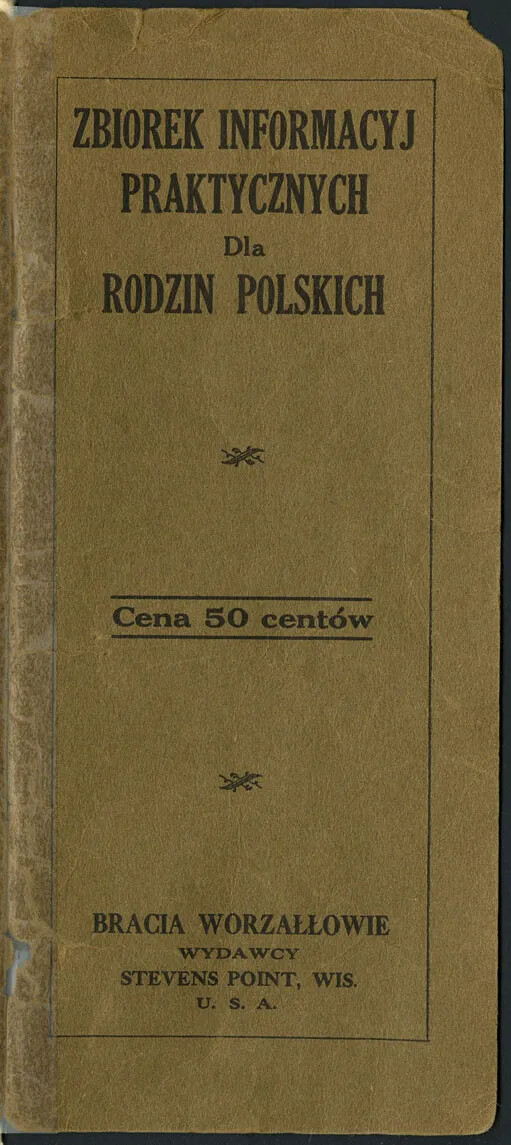 ZBIOREK INFORMACYJ
PRAKTYCZNYCH
Dla
RODZIN POLSKICH
Cena 50 centów
BRACIA WORZAŁŁOWIE
WYDAWCY
STEVENS POINT, WIS.
U. S. A.